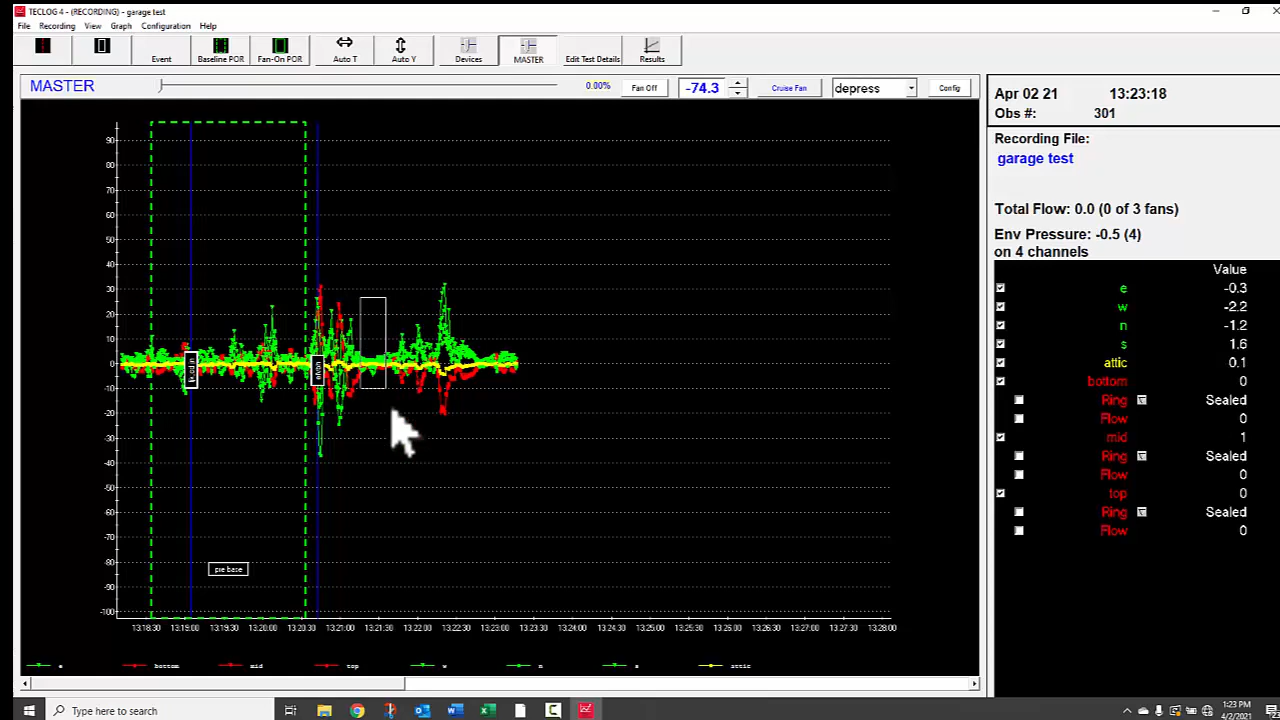 TECLOG 4 - (RECORDING) - garage test
File Recording View Graph Configuration Help
Event Baseline POR Fan-On POR Auto T Auto Y Devices MASTER Edit Test Details Results
MASTER 0.00% Fan Off -74.3 Cruise Fan depress Config
Apr 02 21 13:23:18
Obs #: 301
Recording File:
garage test
Total Flow: 0.0 (0 of 3 fans)
Env Pressure: -0.5 (4)
on 4 channels
Value
e -0.3
w -2.2
n -1.2
s 1.6
attic 0.1
bottom 0
Ring Sealed
Flow 0
mid 1
Ring Sealed
Flow 0
top 0
Ring Sealed
Flow 0
90
80
70
60
50
40
30
20
10
0
-10
-20
-30
-40
-50
-60
-70
-80
-90
-100
pre base
13:18:30 13:19:00 13:19:30 13:20:00 13:20:30 13:21:00 13:21:30 13:22:00 13:22:30 13:23:00 13:23:30 13:24:00 13:24:30 13:25:00 13:25:30 13:26:00 13:26:30 13:27:00 13:27:30 13:28:00
e bottom mid top w n s attic
Type here to search
1:23 PM
4/2/2021